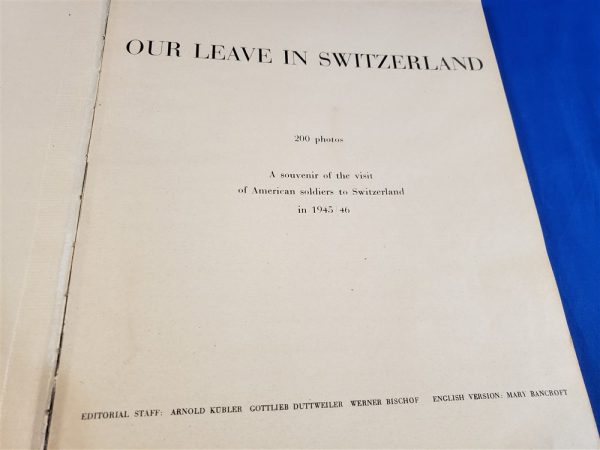 OUR LEAVE IN SWITZERLAND
200 photos
A souvenir of the visit
of American soldiers to Switzerland
in 1945/46
EDITORIAL STAFF: ARNOLD KÜBLER GOTTLIEB DUTTWEILER WERNER BISCHOF ENGLISH VERSION: MARY BANCROFT